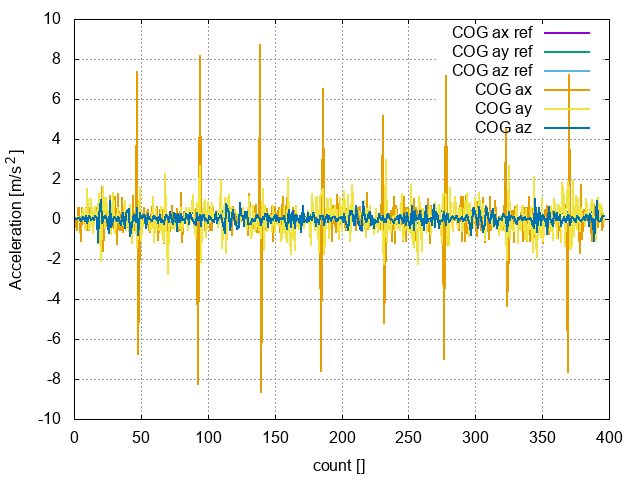 10
8
6
4
2
0
-2
-4
-6
-8
-10
0 50 100 150 200 250 300 350 400
Acceleration [m/s²]
count []
COG ax ref
COG ay ref
COG az ref
COG ax
COG ay
COG az